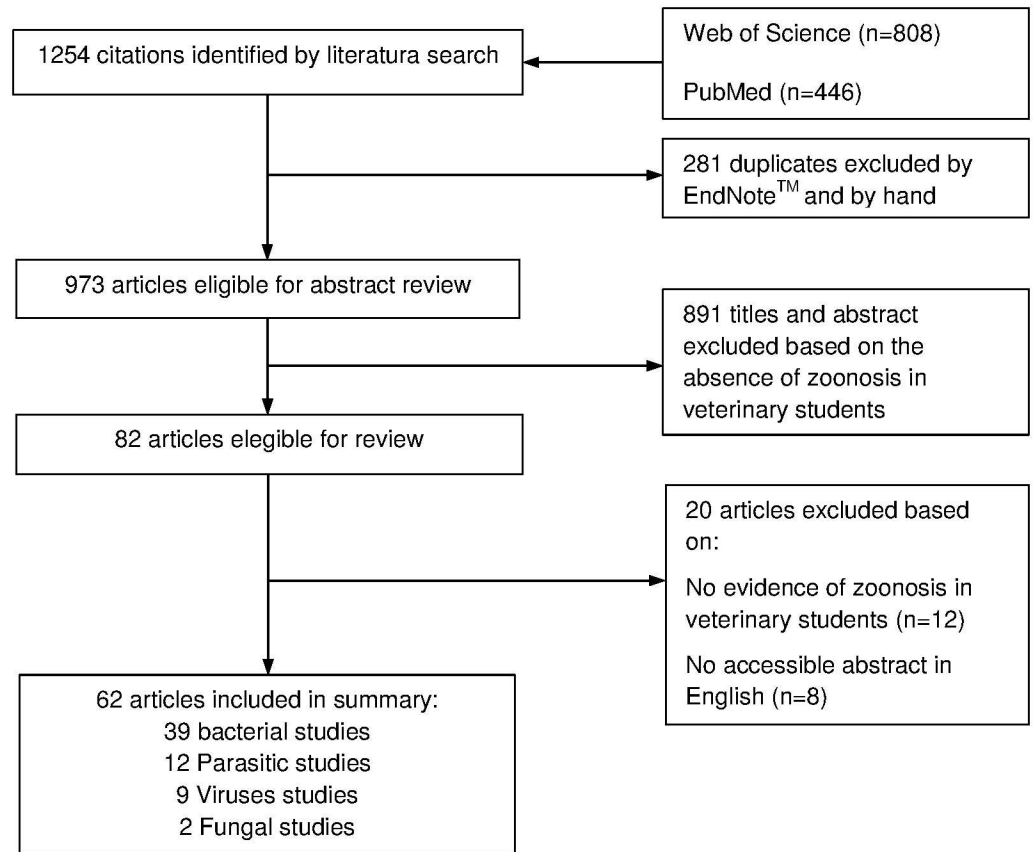 1254 citations identified by literatura search
Web of Science (n=808)
PubMed (n=446)
281 duplicates excluded by
EndNote™ and by hand
973 articles eligible for abstract review
891 titles and abstract
excluded based on the
absence of zoonosis in
veterinary students
82 articles elegible for review
20 articles excluded based
on:
No evidence of zoonosis in
veterinary students (n=12)
No accessible abstract in
English (n=8)
62 articles included in summary:
39 bacterial studies
12 Parasitic studies
9 Viruses studies
2 Fungal studies